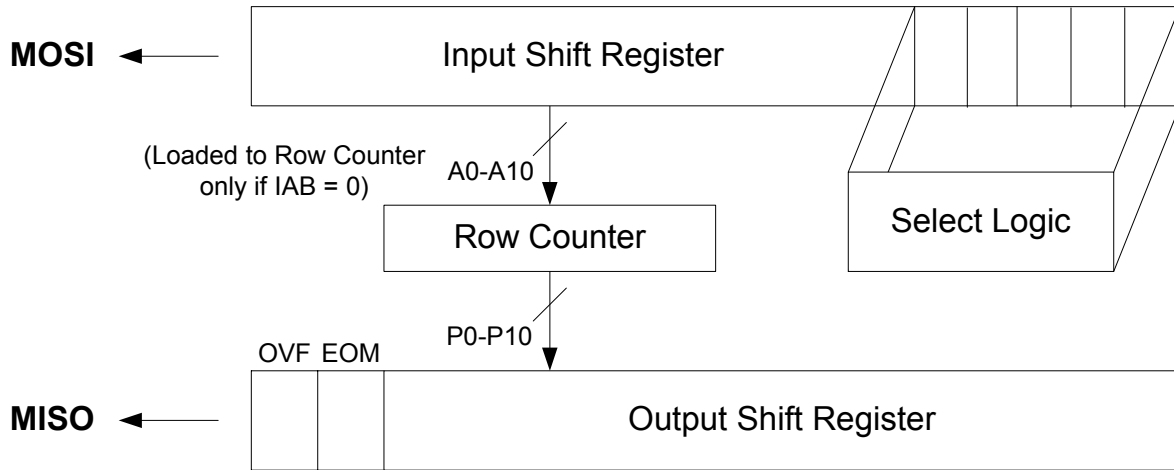 MOSI
Input Shift Register
(Loaded to Row Counter
only if IAB = 0)
A0-A10
Row Counter
Select Logic
P0-P10
OVF EOM
MISO
Output Shift Register